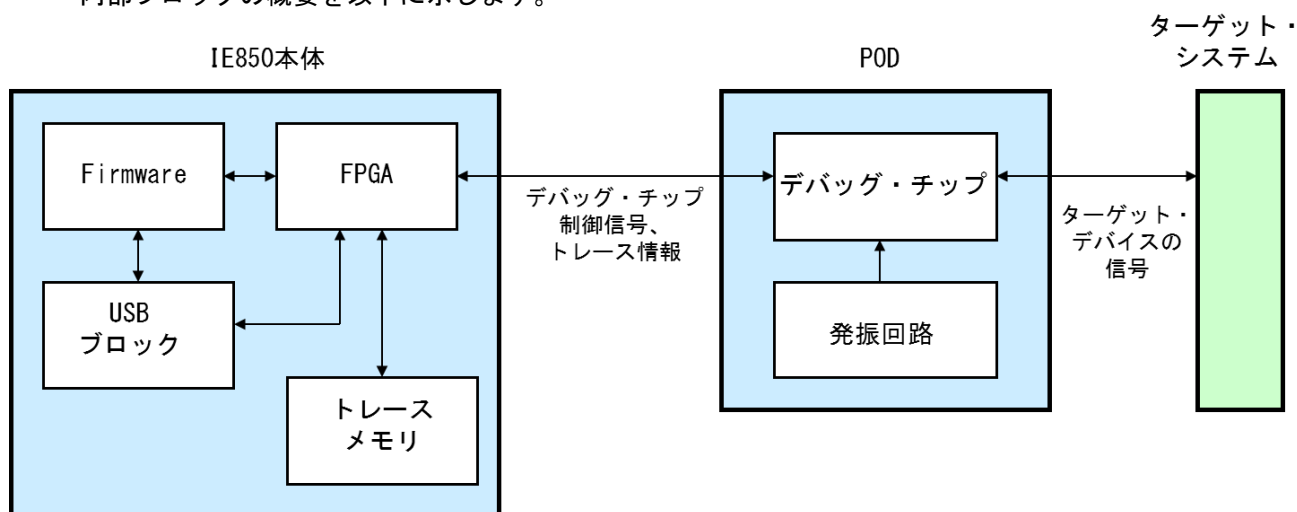 内部ブロックの概要を以下に示します。
ターゲット・
システム
IE850本体
POD
Firmware
FPGA
デバッグ・チップ
デバッグ・チップ
制御信号、
トレース情報
ターゲット・
デバイスの
信号
USB
ブロック
発振回路
トレース
メモリ